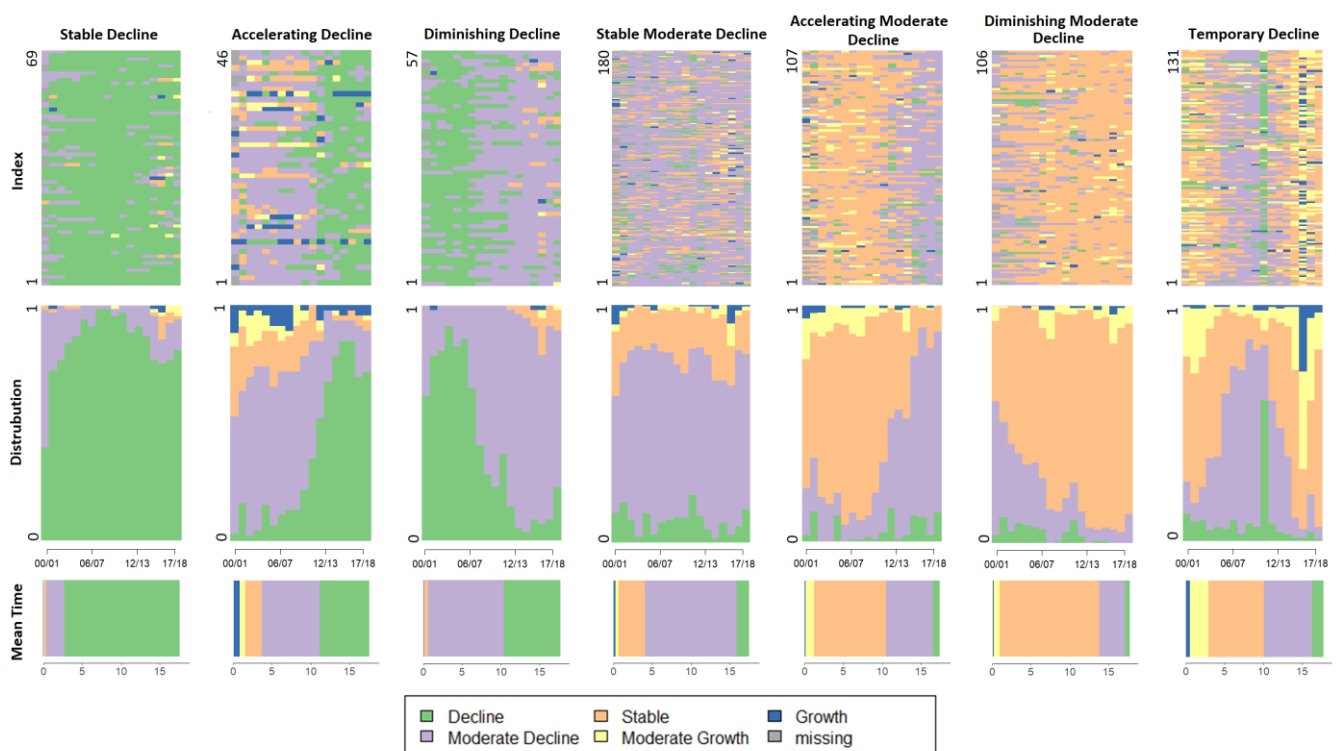 Stable Decline
Accelerating Decline
Diminishing Decline
Stable Moderate Decline
Accelerating Moderate
Decline
Diminishing Moderate
Decline
Temporary Decline
Index
69
1
46
1
57
1
180
1
107
1
106
1
131
1
Distrubution
1
0
1
0
1
0
1
0
1
0
1
0
1
0
00/01 06/07 12/13 17/18
00/01 06/07 12/13 17/18
00/01 06/07 12/13 17/18
00/01 06/07 12/13 17/18
00/01 06/07 12/13 17/18
00/01 06/07 12/13 17/18
00/01 06/07 12/13 17/18
Mean Time
0 5 10 15
0 5 10 15
0 5 10 15
0 5 10 15
0 5 10 15
0 5 10 15
0 5 10 15
Decline
Stable
Growth
Moderate Decline
Moderate Growth
missing